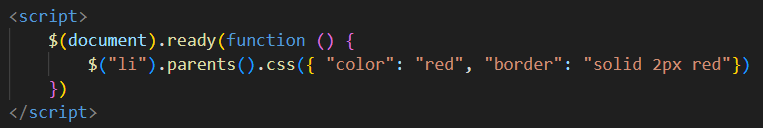 <script>
$(document).ready(function () {
$("li").parents().css({ "color": "red", "border": "solid 2px red"})
})
</script>